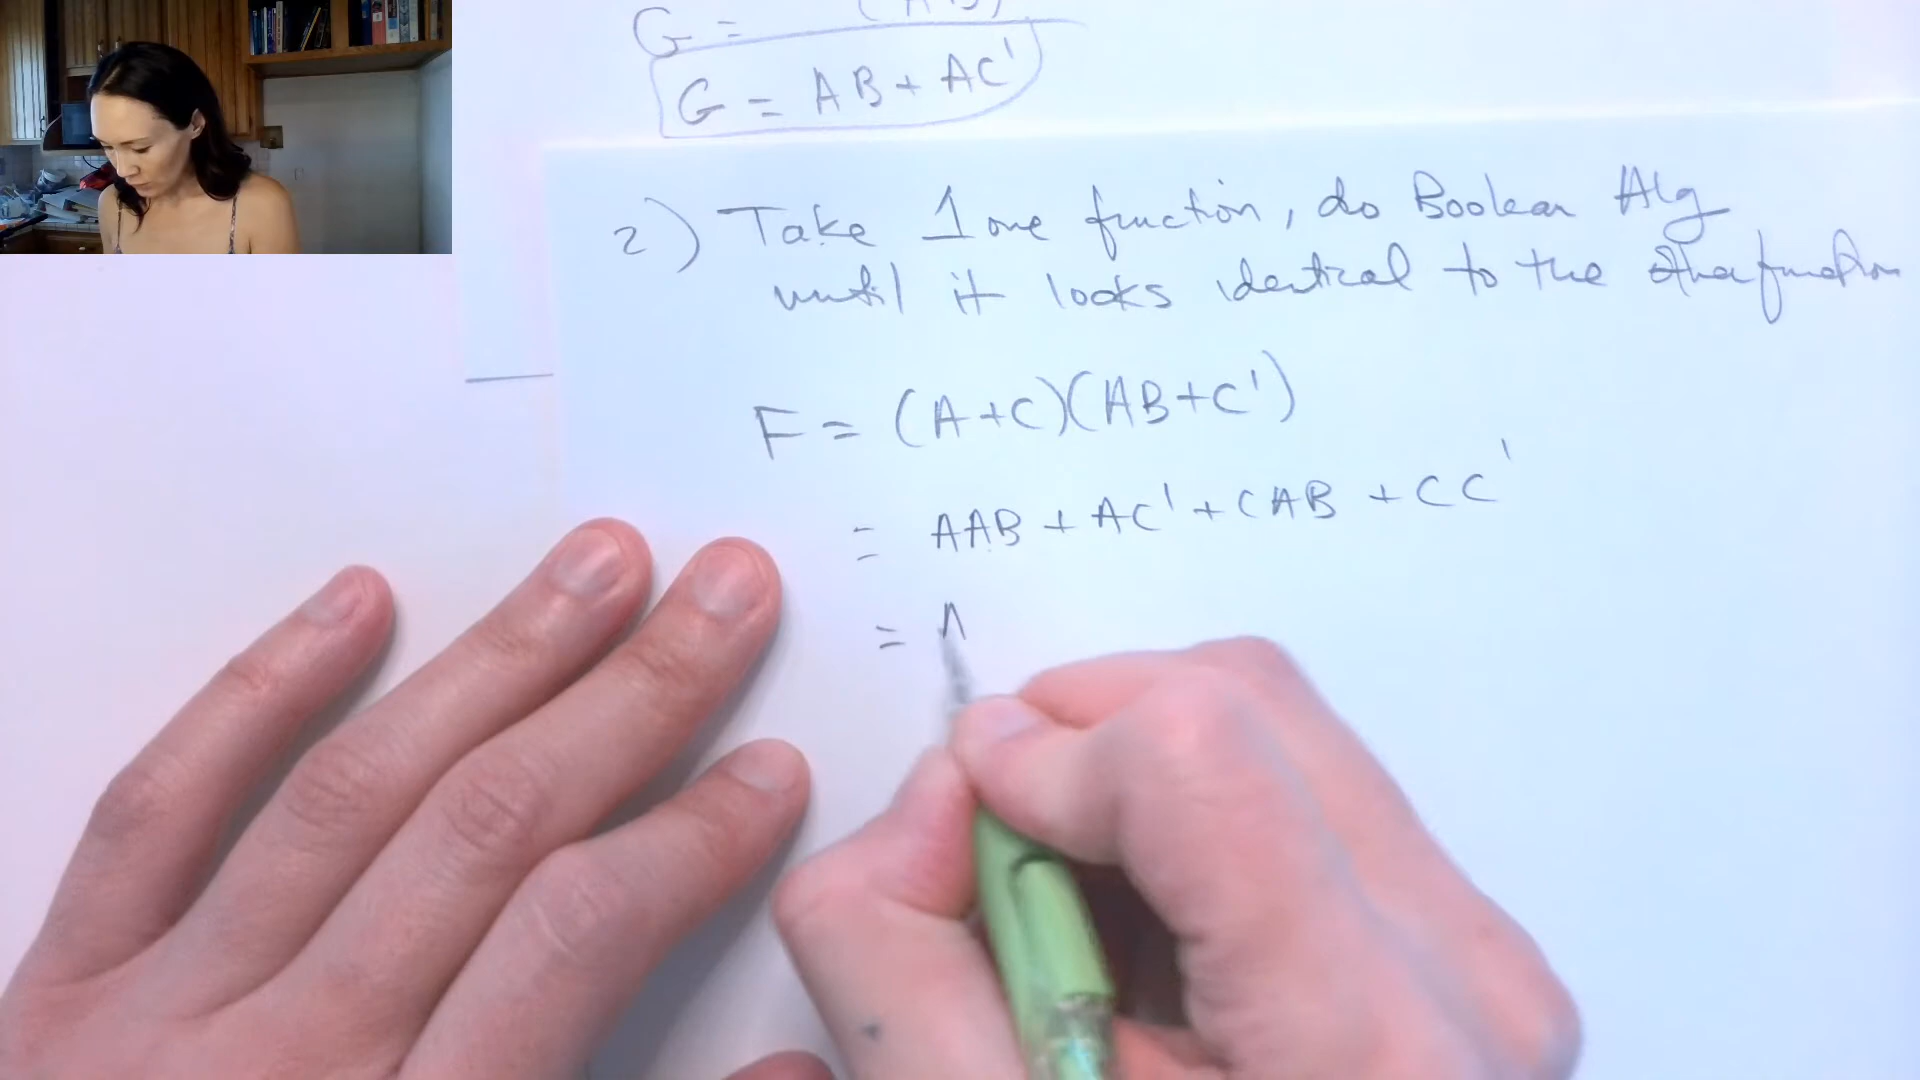 G =
G = AB + AC'
2) Take 1 one function, do Boolean Alg
until it looks identical to the other function
F = (A+C)(AB+C')
= AAB + AC' + CAB + CC'
= A